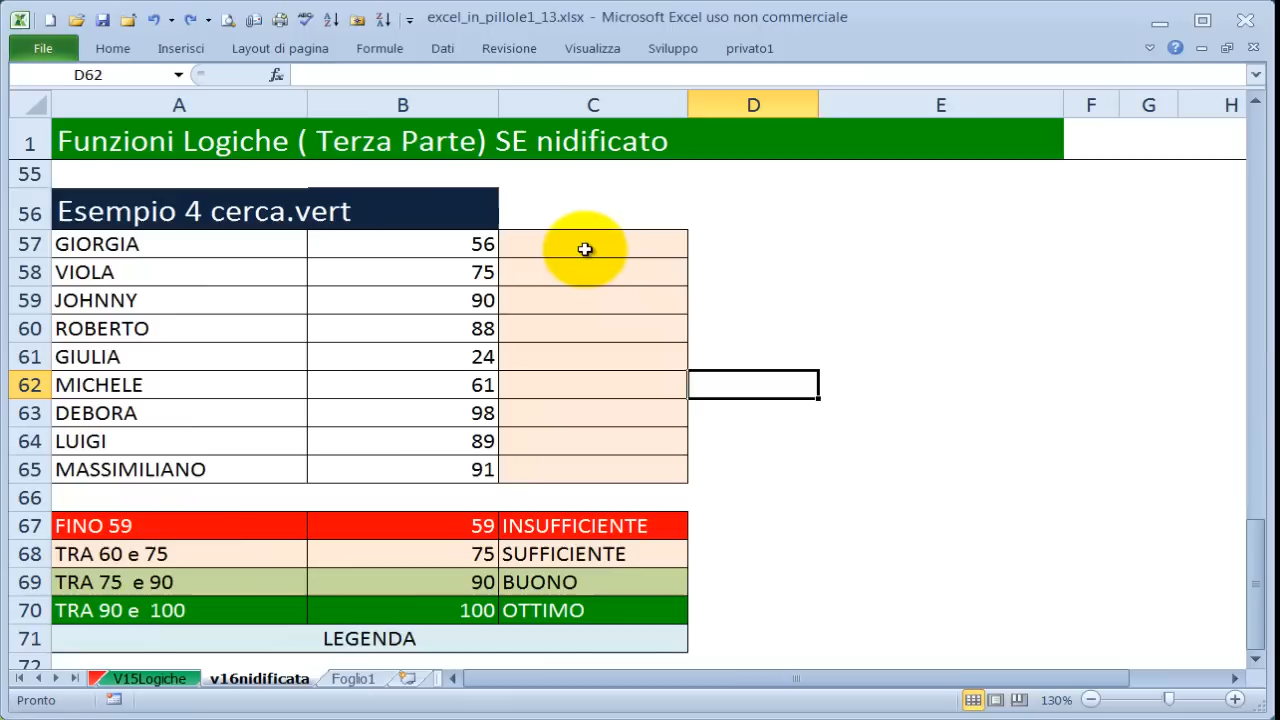 excel_in_pillole1_13.xlsx - Microsoft Excel uso non commerciale
File Home Inserisci Layout di pagina Formule Dati Revisione Visualizza Sviluppo privato1
D62 fx
A B C D E F G H
1 Funzioni Logiche ( Terza Parte) SE nidificato
55
56 Esempio 4 cerca.vert
57 GIORGIA 56
58 VIOLA 75
59 JOHNNY 90
60 ROBERTO 88
61 GIULIA 24
62 MICHELE 61
63 DEBORA 98
64 LUIGI 89
65 MASSIMILIANO 91
66
67 FINO 59 59 INSUFFICIENTE
68 TRA 60 e 75 75 SUFFICIENTE
69 TRA 75 e 90 90 BUONO
70 TRA 90 e 100 100 OTTIMO
71 LEGENDA
72
V15Logiche v16nidificata Foglio1
Pronto 130%